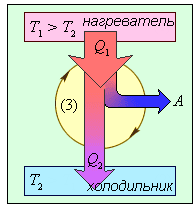 T₁ > T₂ нагреватель
Q₁
(3)
A
Q₂
T₂ холодильник